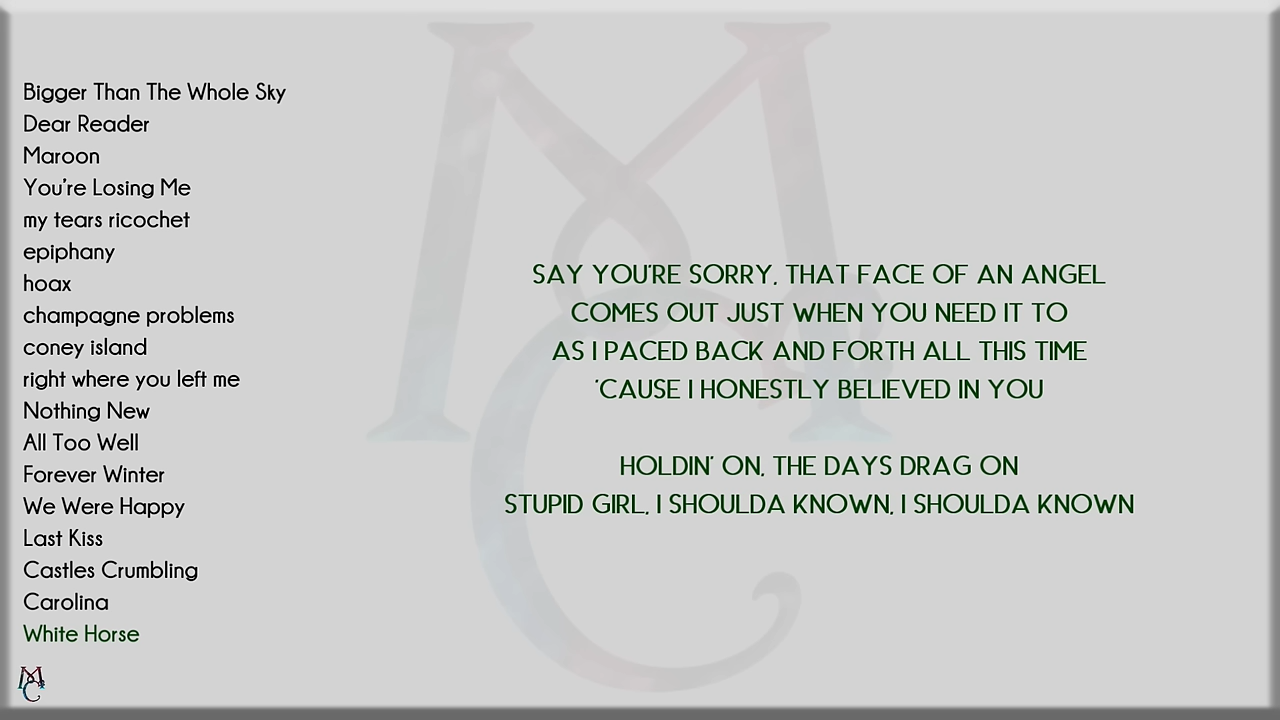 Bigger Than The Whole Sky
Dear Reader
Maroon
You're Losing Me
my tears ricochet
epiphany
hoax
champagne problems
coney island
right where you left me
Nothing New
All Too Well
Forever Winter
We Were Happy
Last Kiss
Castles Crumbling
Carolina
White Horse
SAY YOU'RE SORRY, THAT FACE OF AN ANGEL
COMES OUT JUST WHEN YOU NEED IT TO
AS I PACED BACK AND FORTH ALL THIS TIME
'CAUSE I HONESTLY BELIEVED IN YOU
HOLDIN' ON, THE DAYS DRAG ON
STUPID GIRL, I SHOULDA KNOWN, I SHOULDA KNOWN